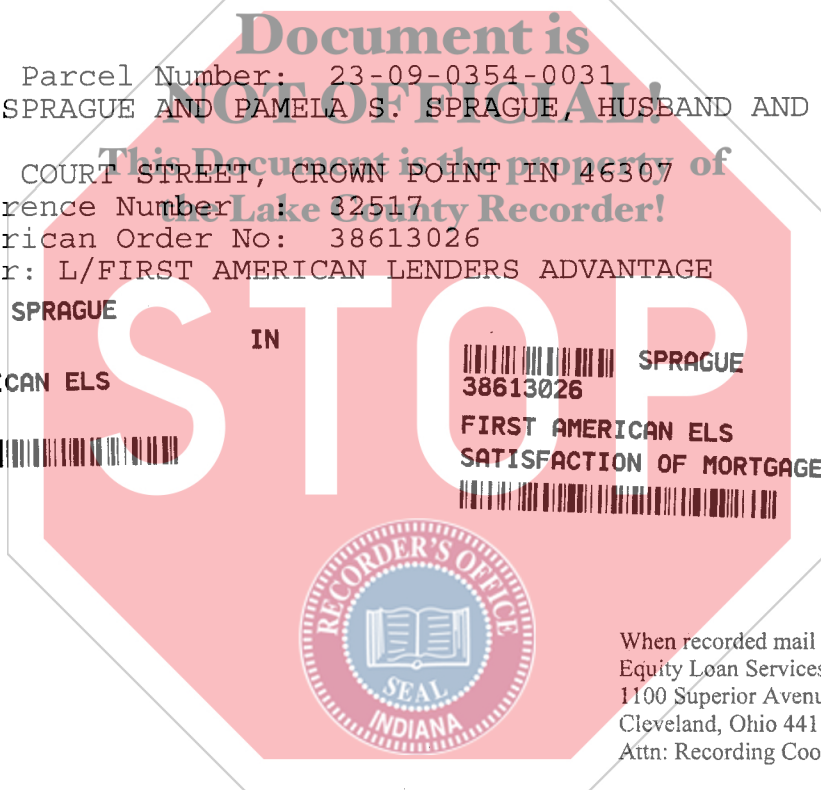 Document is
Parcel Number: 23-09-0354-0031
NOT OFFICIAL!
SPRAGUE AND PAMELA S. SPRAGUE, HUSBAND AND
This Document is the property of
COURT STREET, CROWN POINT IN 46307
the Lake County Recorder!
rence Number : 32517
rican Order No: 38613026
r: L/FIRST AMERICAN LENDERS ADVANTAGE
STOP
SPRAGUE
IN
ICAN ELS
SPRAGUE
38613026
FIRST AMERICAN ELS
SATISFACTION OF MORTGAGE
RECORDER'S OFFICE
SEAL
INDIANA
When recorded mail
Equity Loan Services
1100 Superior Avenu
Cleveland, Ohio 441
Attn: Recording Coo